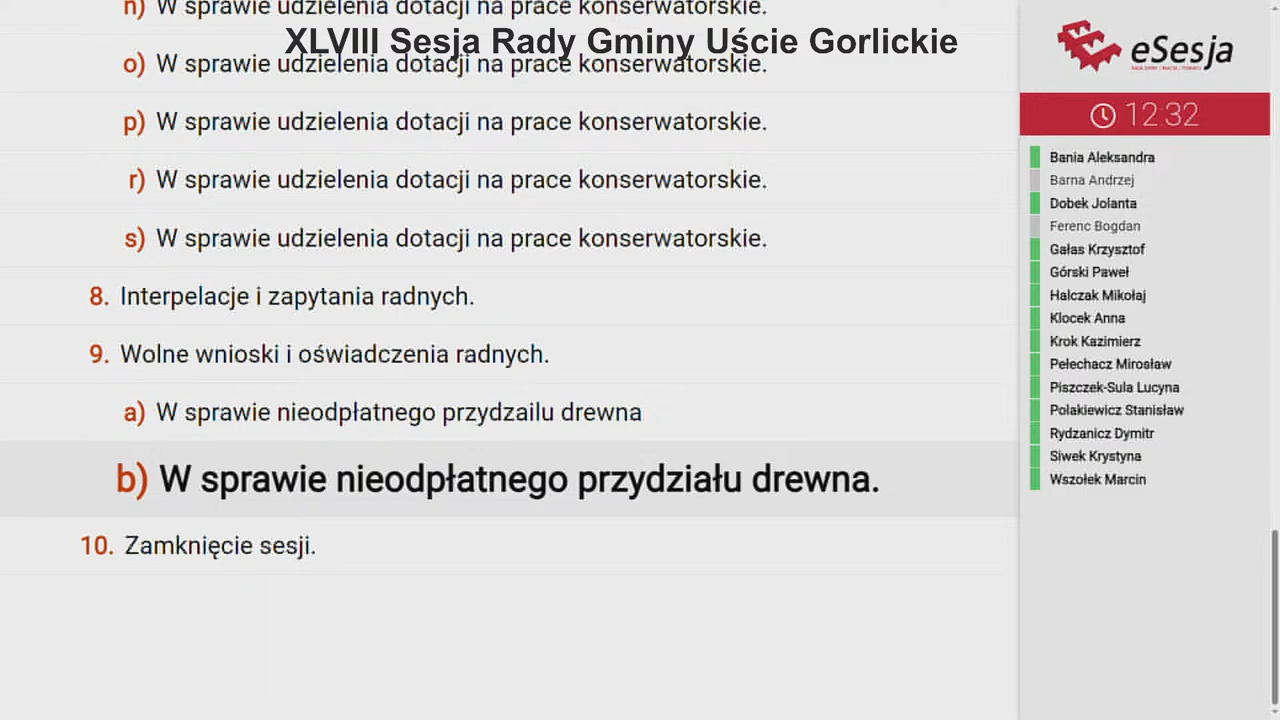 n) W sprawie udzielenia dotacji na prace konserwatorskie.
XLVIII Sesja Rady Gminy Uście Gorlickie
o) W sprawie udzielenia dotacji na prace konserwatorskie.
p) W sprawie udzielenia dotacji na prace konserwatorskie.
r) W sprawie udzielenia dotacji na prace konserwatorskie.
s) W sprawie udzielenia dotacji na prace konserwatorskie.
8. Interpelacje i zapytania radnych.
9. Wolne wnioski i oświadczenia radnych.
a) W sprawie nieodpłatnego przydzailu drewna
b) W sprawie nieodpłatnego przydziału drewna.
10. Zamknięcie sesji.
eSesja
12:32
Bania Aleksandra
Barna Andrzej
Dobek Jolanta
Ferenc Bogdan
Gałas Krzysztof
Górski Paweł
Halczak Mikołaj
Klocek Anna
Krok Kazimierz
Pełechacz Mirosław
Piszczek-Sula Lucyna
Polakiewicz Stanisław
Rydzanicz Dymitr
Siwek Krystyna
Wszołek Marcin